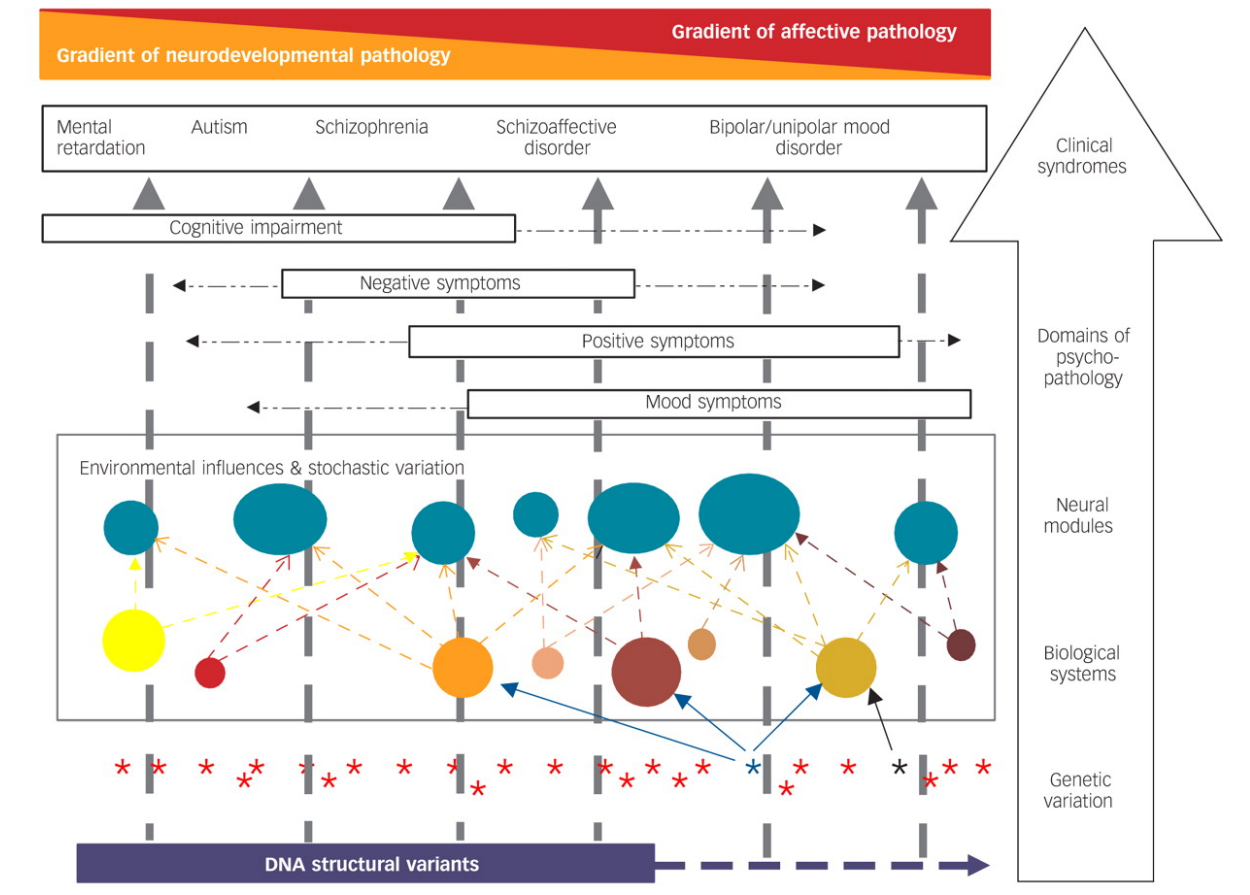 Gradient of affective pathology
Gradient of neurodevelopmental pathology
Mental
retardation
Autism
Schizophrenia
Schizoaffective
disorder
Bipolar/unipolar mood
disorder
Clinical
syndromes
Cognitive impairment
Negative symptoms
Positive symptoms
Domains of
psycho-
pathology
Mood symptoms
Environmental influences & stochastic variation
Neural
modules
Biological
systems
Genetic
variation
DNA structural variants